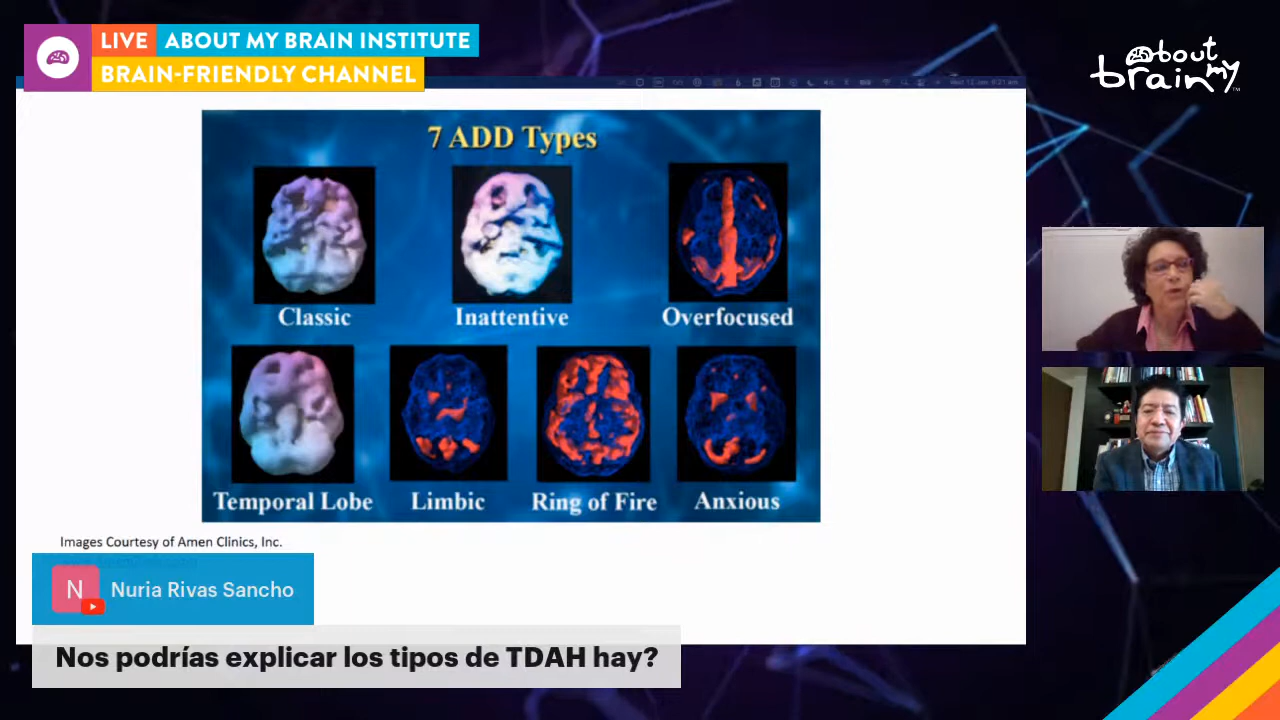 LIVE ABOUT MY BRAIN INSTITUTE
BRAIN-FRIENDLY CHANNEL
about
my
brain™
7 ADD Types
Classic Inattentive Overfocused
Temporal Lobe Limbic Ring of Fire Anxious
Images Courtesy of Amen Clinics, Inc.
N Nuria Rivas Sancho
Nos podrías explicar los tipos de TDAH hay?